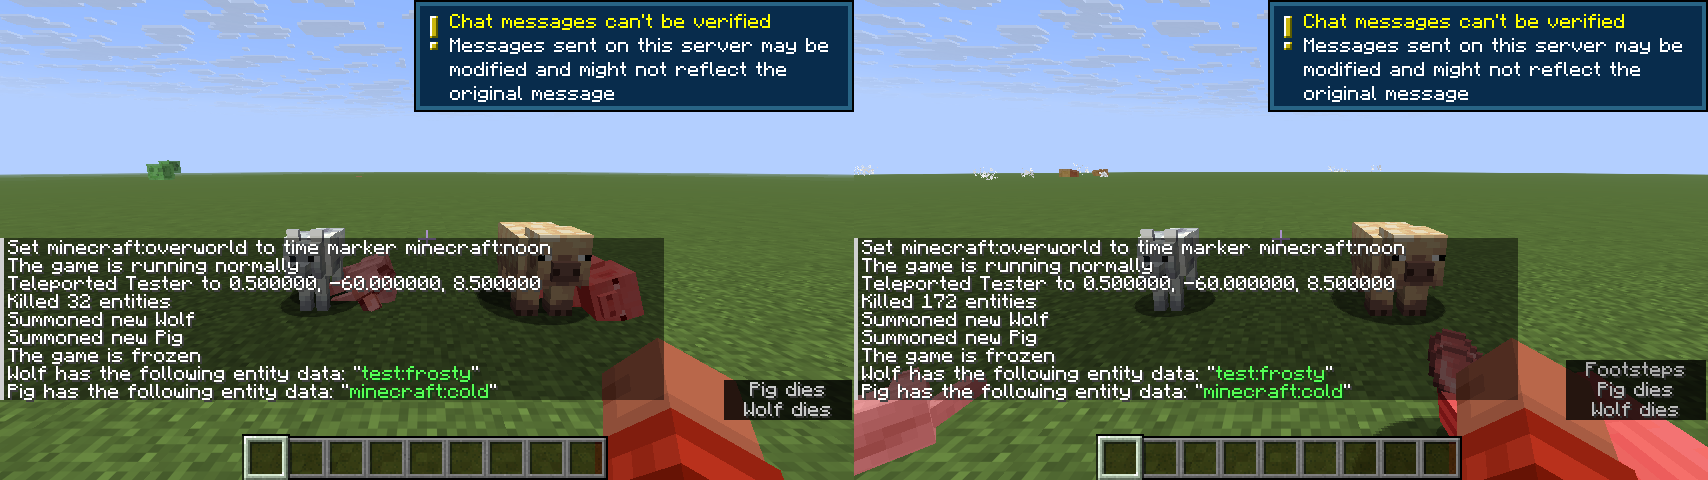 Chat messages can't be verified
Messages sent on this server may be
modified and might not reflect the
original message
Set minecraft:overworld to time marker minecraft:noon
The game is running normally
Teleported Tester to 0.500000, -60.000000, 8.500000
Killed 32 entities
Summoned new Wolf
Summoned new Pig
The game is frozen
Wolf has the following entity data: "test:frosty"
Pig has the following entity data: "minecraft:cold"
Pig dies
Wolf dies
Chat messages can't be verified
Messages sent on this server may be
modified and might not reflect the
original message
Set minecraft:overworld to time marker minecraft:noon
The game is running normally
Teleported Tester to 0.500000, -60.000000, 8.500000
Killed 172 entities
Summoned new Wolf
Summoned new Pig
The game is frozen
Wolf has the following entity data: "test:frosty"
Pig has the following entity data: "minecraft:cold"
Footsteps
Pig dies
Wolf dies